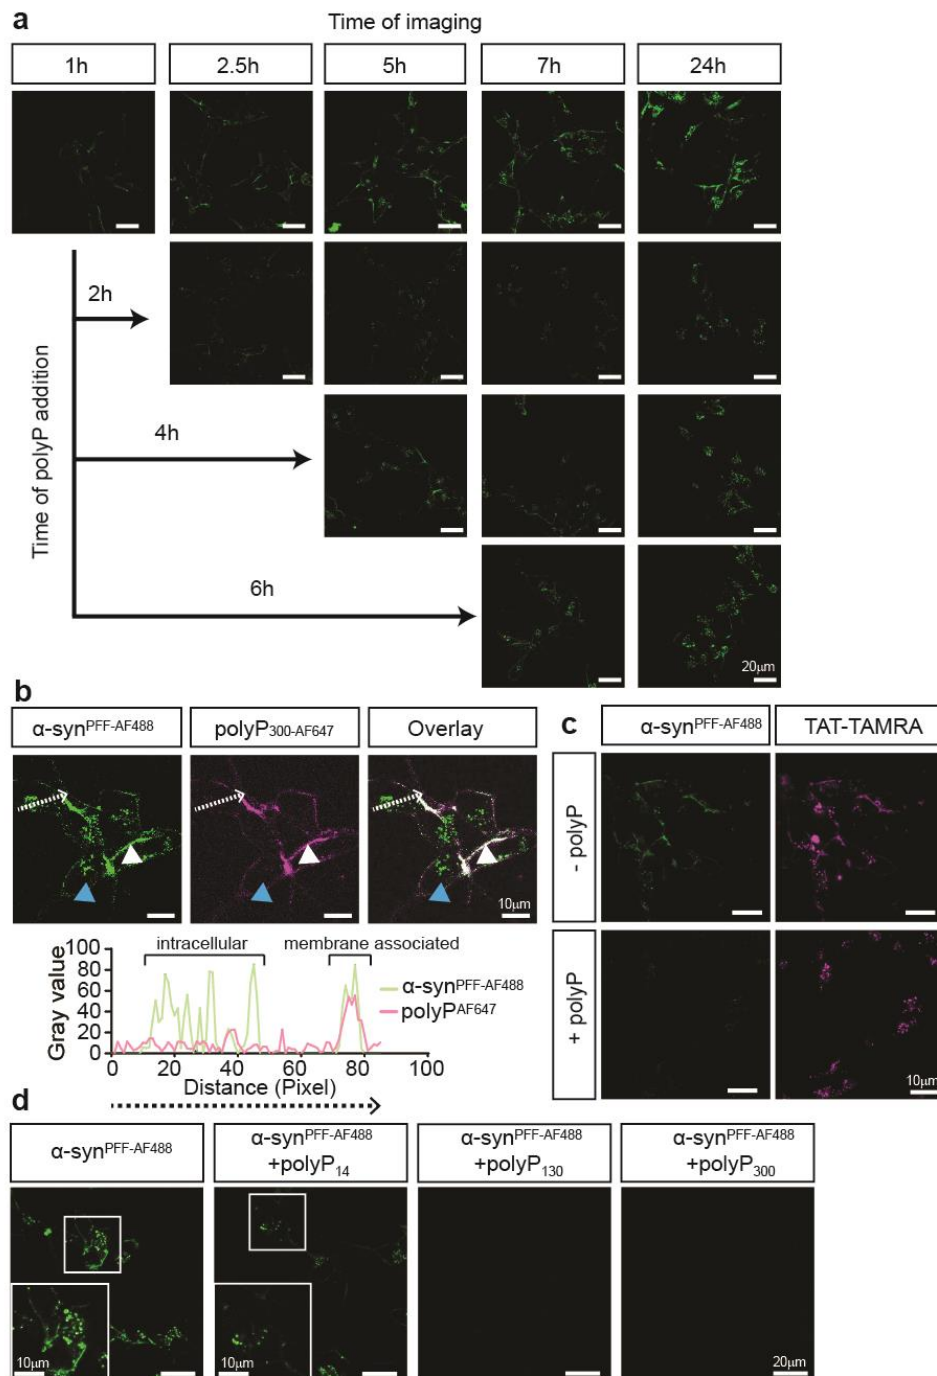 a
Time of imaging
1h 2.5h 5h 7h 24h
Time of polyP addition
2h
4h
6h
20µm
b
α-synPFF-AF488 polyP300-AF647 Overlay
10µm
Gray value
100
80
60
40
20
0
intracellular membrane associated
α-synPFF-AF488
polyPAF647
0 20 40 60 80 100
Distance (Pixel)
c
α-synPFF-AF488 TAT-TAMRA
- polyP
+ polyP
10µm
d
α-synPFF-AF488
α-synPFF-AF488
+polyP14
α-synPFF-AF488
+polyP130
α-synPFF-AF488
+polyP300
10µm
10µm
20µm